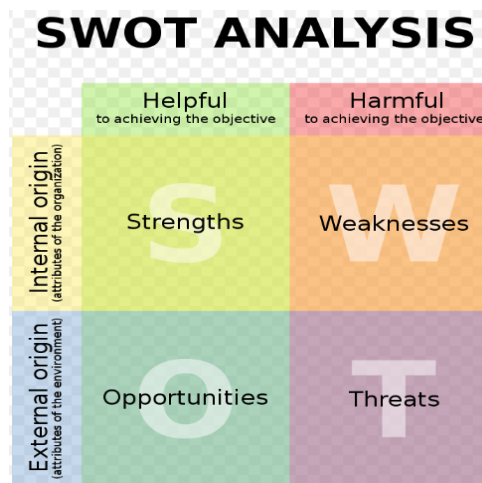 SWOT ANALYSIS
Helpful
to achieving the objective
Harmful
to achieving the objective
Internal origin
(attributes of the organization)
S
Strengths
W
Weaknesses
External origin
(attributes of the environment)
O
Opportunities
T
Threats